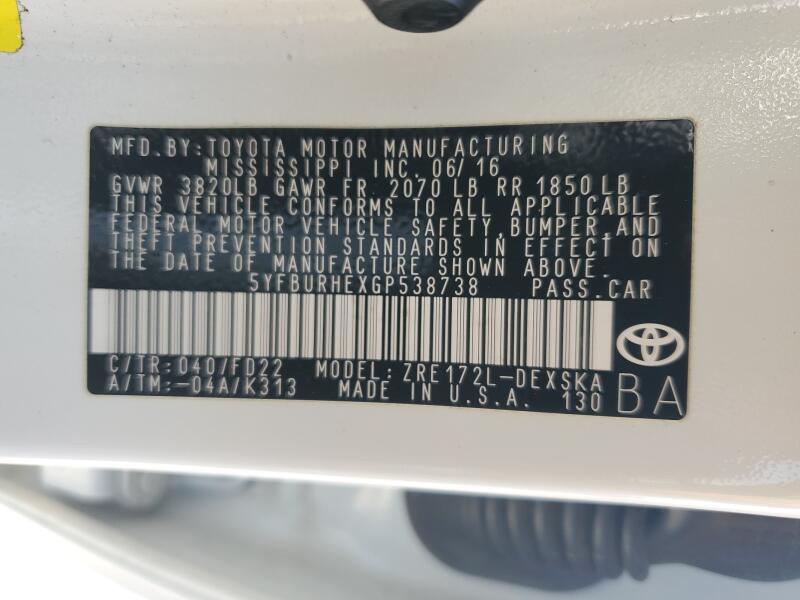 MFD.BY:TOYOTA MOTOR MANUFACTURING
MISSISSIPPI INC. 06/16
GVWR 3820LB GAWR FR 2070 LB RR 1850 LB
THIS VEHICLE CONFORMS TO ALL APPLICABLE
FEDERAL MOTOR VEHICLE SAFETY, BUMPER, AND
THEFT PREVENTION STANDARDS IN EFFECT ON
THE DATE OF MANUFACTURE SHOWN ABOVE.
5YFBURHEXGP538738 PASS.CAR
C/TR:040/FD22 MODEL:ZRE172L-DEXSKA
A/TM:-04A/K313 MADE IN U.S.A. 130
BA